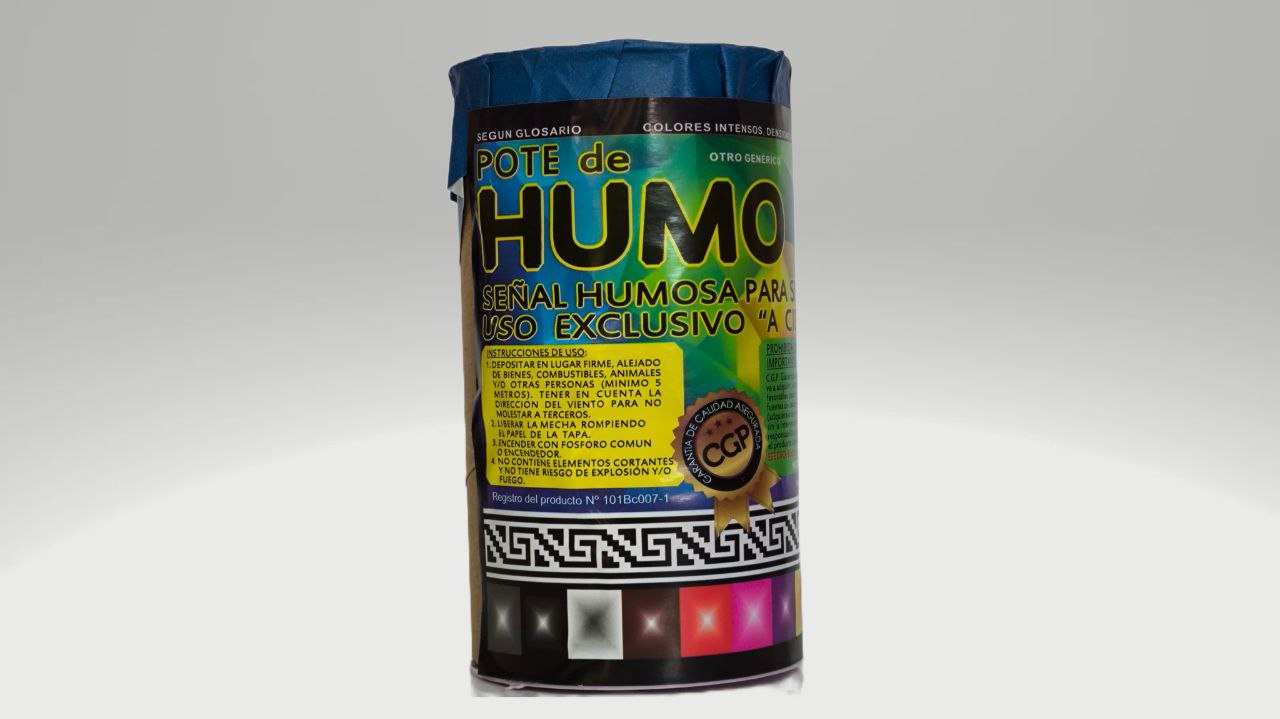 SEGUN GLOSARIO
COLORES INTENSOS.
OTRO GENÉRICO
POTE de
HUMO
SEÑAL HUMOSA PARA
USO EXCLUSIVO "A
INSTRUCCIONES DE USO:
1. DEPOSITAR EN LUGAR FIRME, ALEJADO
DE BIENES, COMBUSTIBLES, ANIMALES
Y/O OTRAS PERSONAS (MINIMO 5
METROS). TENER EN CUENTA LA
DIRECCION DEL VIENTO PARA NO
MOLESTAR A TERCEROS.
2. LIBERAR LA MECHA ROMPIENDO
EL PAPEL DE LA TAPA.
3. ENCENDER CON FOSFORO COMUN
O ENCENDEDOR.
4. NO CONTIENE ELEMENTOS CORTANTES
Y NO TIENE RIESGO DE EXPLOSIÓN Y/O
FUEGO.
GARANTIA DE CALIDAD ASEGURADA
CGP
Registro del producto Nº 101Bc007-1